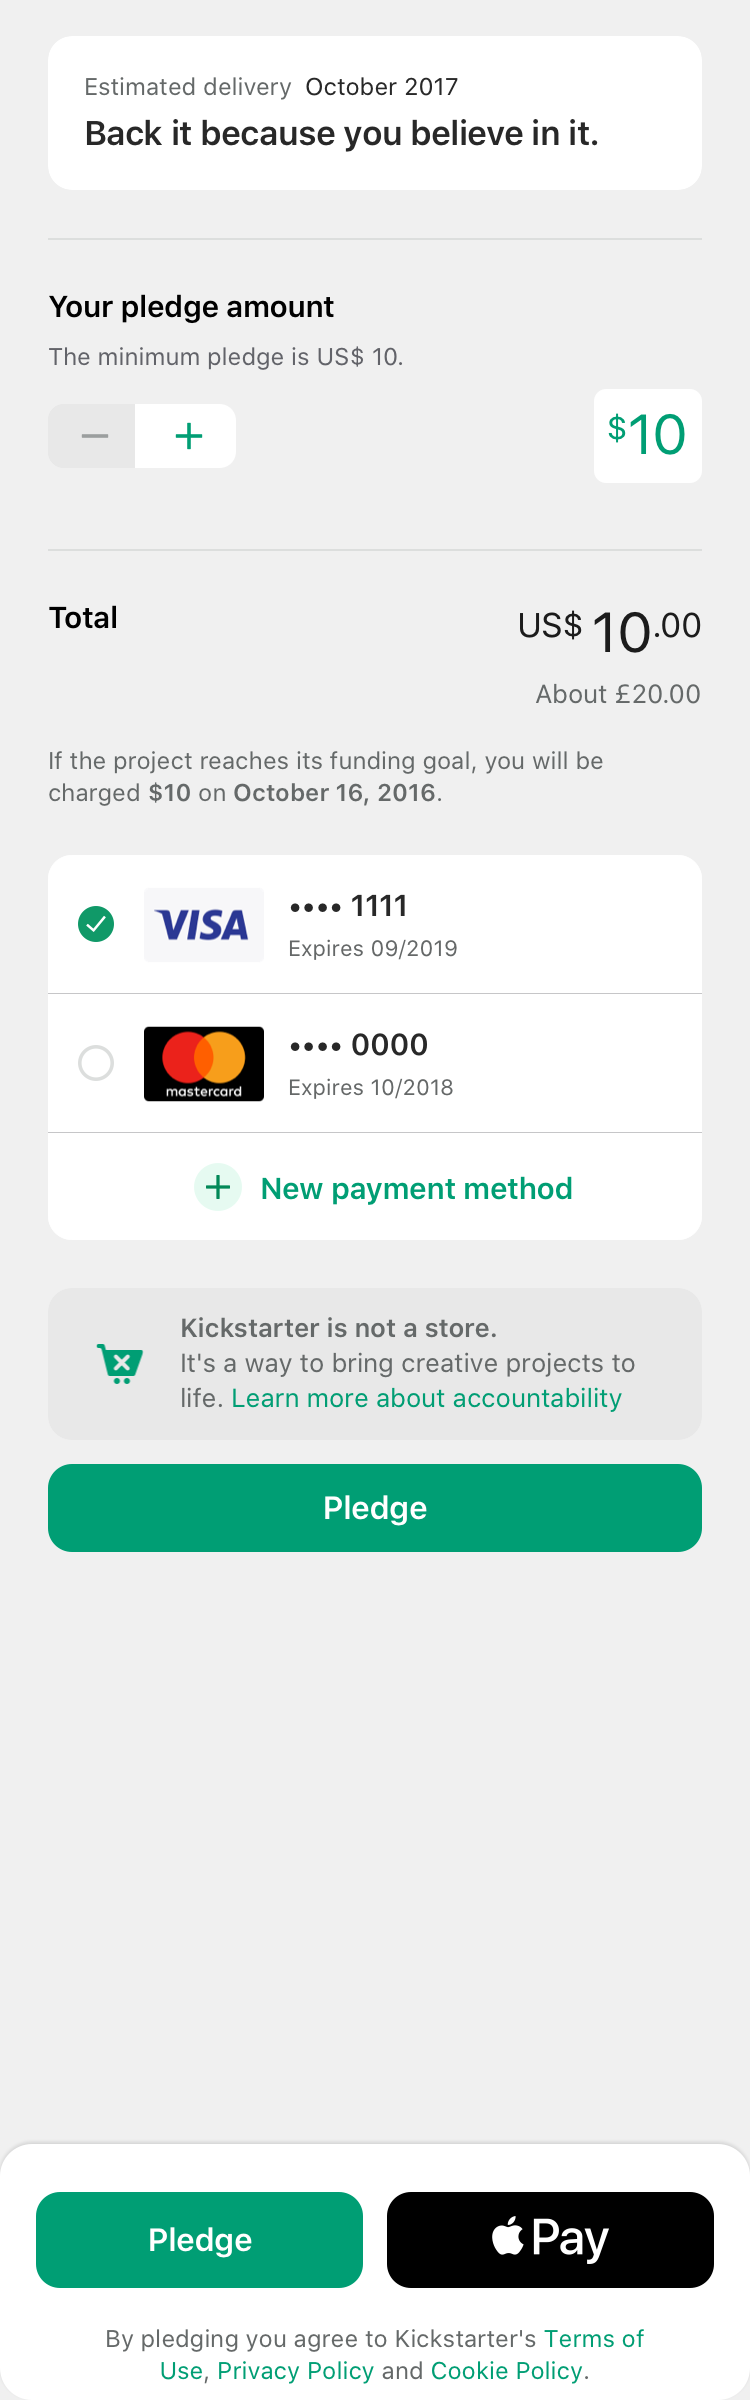 Estimated delivery October 2017
Back it because you believe in it.
Your pledge amount
The minimum pledge is US$ 10.
$10
Total
US$ 10.00
About £20.00
If the project reaches its funding goal, you will be
charged $10 on October 16, 2016.
VISA
•••• 1111
Expires 09/2019
mastercard
•••• 0000
Expires 10/2018
New payment method
Kickstarter is not a store.
It's a way to bring creative projects to
life. Learn more about accountability
Pledge
Pledge
Pay
By pledging you agree to Kickstarter's Terms of
Use, Privacy Policy and Cookie Policy.